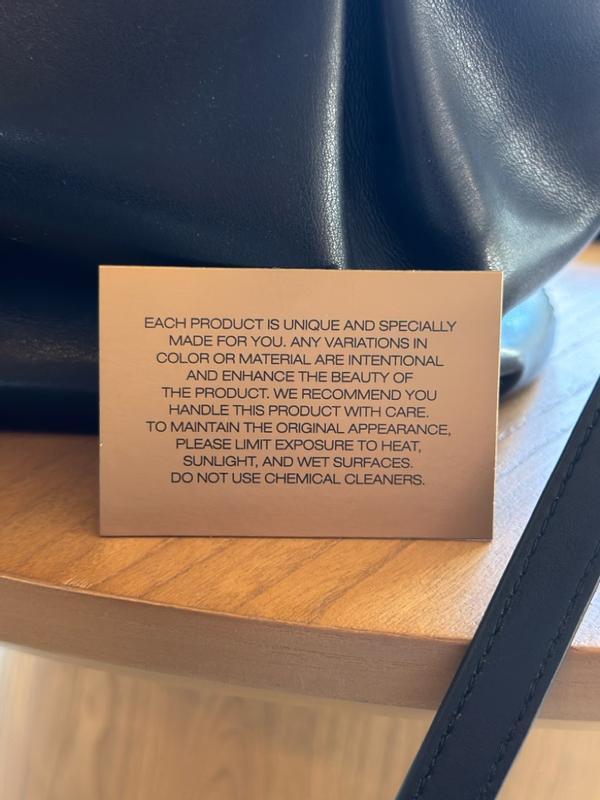 EACH PRODUCT IS UNIQUE AND SPECIALLY
MADE FOR YOU. ANY VARIATIONS IN
COLOR OR MATERIAL ARE INTENTIONAL
AND ENHANCE THE BEAUTY OF
THE PRODUCT. WE RECOMMEND YOU
HANDLE THIS PRODUCT WITH CARE.
TO MAINTAIN THE ORIGINAL APPEARANCE,
PLEASE LIMIT EXPOSURE TO HEAT,
SUNLIGHT, AND WET SURFACES.
DO NOT USE CHEMICAL CLEANERS.